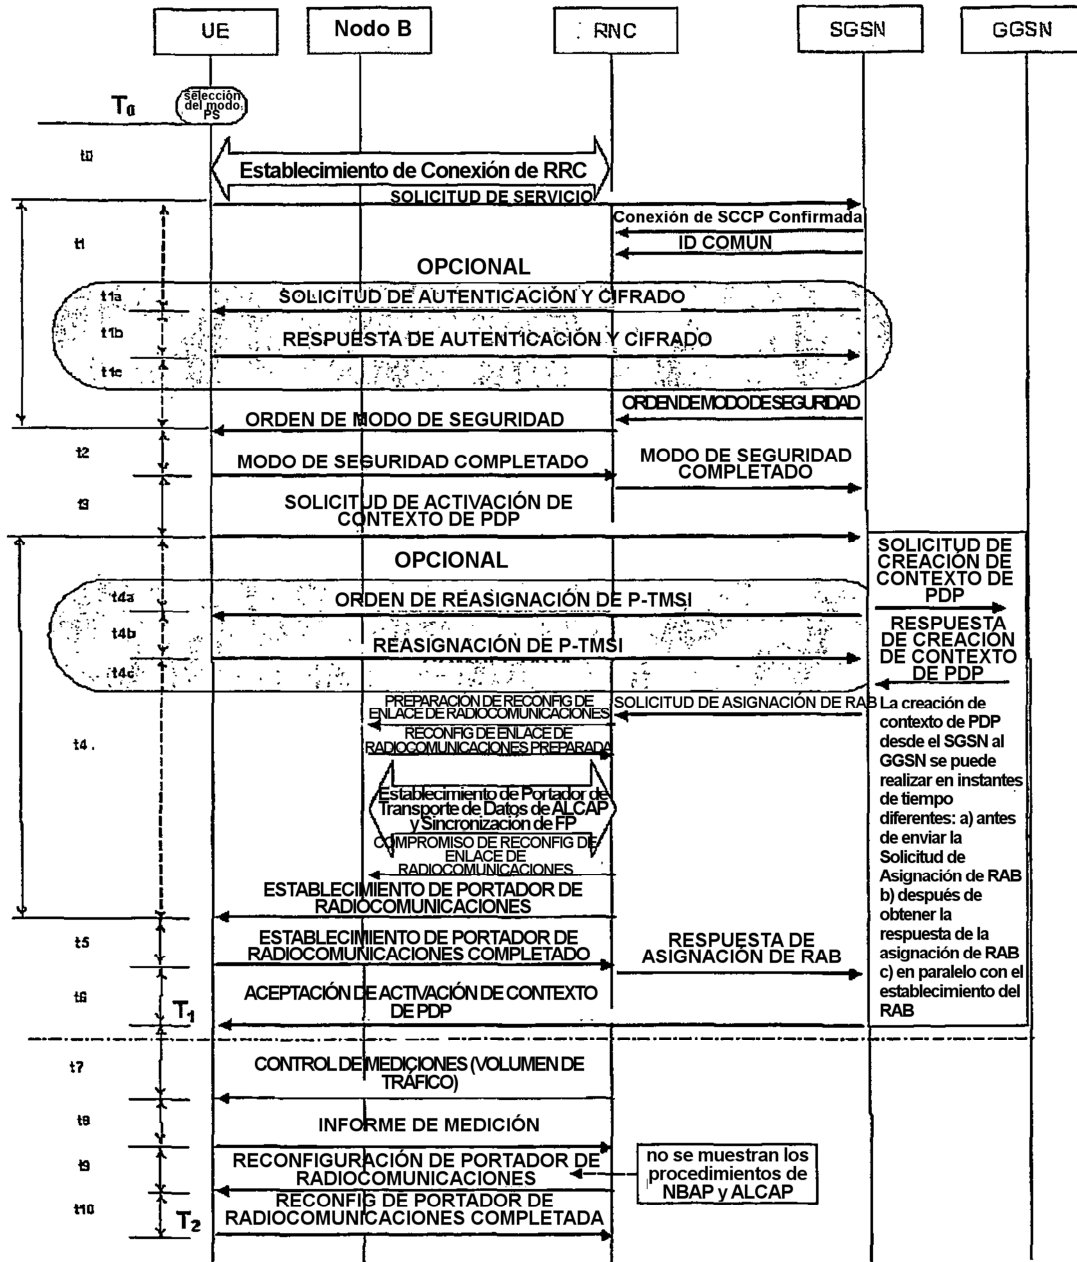 UE
Nodo B
RNC
SGSN
GGSN
T0
selección
del modo
PS
t0
Establecimiento de Conexión de RRC
SOLICITUD DE SERVICIO
Conexión de SCCP Confirmada
t1
ID COMUN
OPCIONAL
t1a
SOLICITUD DE AUTENTICACIÓN Y CIFRADO
t1b
RESPUESTA DE AUTENTICACIÓN Y CIFRADO
t1c
ORDEN DE MODO DE SEGURIDAD
ORDEN DE MODO DE SEGURIDAD
t2
MODO DE SEGURIDAD COMPLETADO
MODO DE SEGURIDAD
COMPLETADO
t3
SOLICITUD DE ACTIVACIÓN DE
CONTEXTO DE PDP
OPCIONAL
SOLICITUD DE
CREACIÓN DE
CONTEXTO DE
PDP
t4a
ORDEN DE REASIGNACIÓN DE P-TMSI
t4b
REASIGNACIÓN DE P-TMSI
RESPUESTA
DE CREACIÓN
DE CONTEXTO
DE PDP
t4c
PREPARACIÓN DE RECONFIG DE
ENLACE DE RADIOCOMUNICACIONES
SOLICITUD DE ASIGNACIÓN DE RAB
t4
RECONFIG DE ENLACE DE
RADIOCOMUNICACIONES PREPARADA
Establecimiento de Portador de
Transporte de Datos de ALCAP
y Sincronización de FP
COMPROMISO DE RECONFIG DE
ENLACE DE
RADIOCOMUNICACIONES
La creación de
contexto de PDP
desde el SGSN al
GGSN se puede
realizar en instantes
de tiempo
diferentes: a) antes
de enviar la
Solicitud de
Asignación de RAB
b) después de
obtener la
respuesta de la
asignación de RAB
c) en paralelo con el
establecimiento del
RAB
ESTABLECIMIENTO DE PORTADOR DE
RADIOCOMUNICACIONES
t5
ESTABLECIMIENTO DE PORTADOR DE
RADIOCOMUNICACIONES COMPLETADO
RESPUESTA DE
ASIGNACIÓN DE RAB
t6
T1
ACEPTACIÓN DE ACTIVACIÓN DE CONTEXTO
DE PDP
t7
CONTROL DE MEDICIONES (VOLUMEN DE
TRÁFICO)
t8
INFORME DE MEDICIÓN
t9
RECONFIGURACIÓN DE PORTADOR DE
RADIOCOMUNICACIONES
no se muestran los
procedimientos de
NBAP y ALCAP
t10
T2
RECONFIG DE PORTADOR DE
RADIOCOMUNICACIONES COMPLETADA